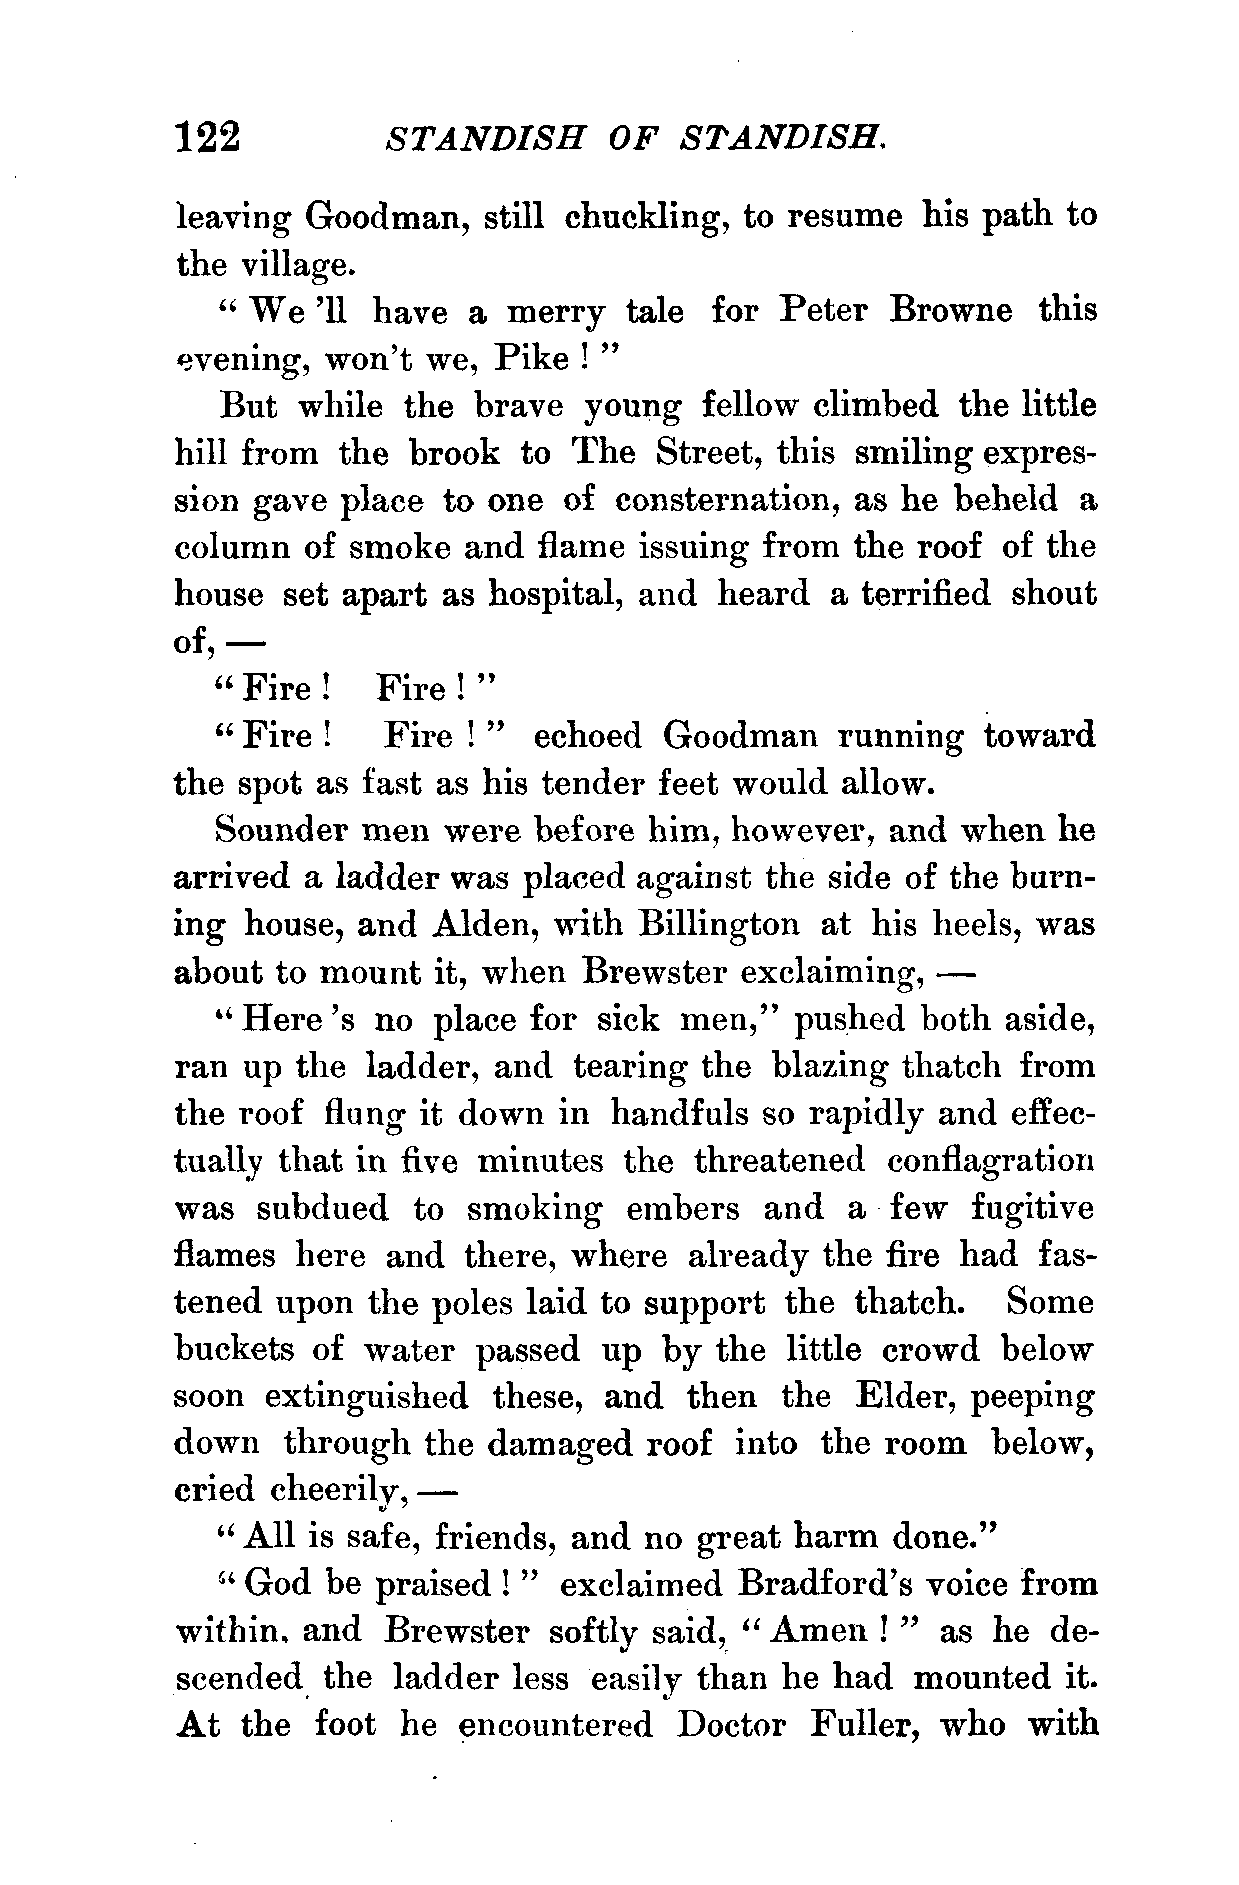 122 STANDISH OF STANDISH.
leaving Goodman, still chuckling, to resume his path to
the village.
" We 'll have a merry tale for Peter Browne this
evening, won't we, Pike ! "
But while the brave young fellow climbed the little
hill from the brook to The Street, this smiling expres-
sion gave place to one of consternation, as he beheld a
column of smoke and flame issuing from the roof of the
house set apart as hospital, and heard a terrified shout
of, —
" Fire ! Fire ! "
" Fire ! Fire ! " echoed Goodman running toward
the spot as fast as his tender feet would allow.
Sounder men were before him, however, and when he
arrived a ladder was placed against the side of the burn-
ing house, and Alden, with Billington at his heels, was
about to mount it, when Brewster exclaiming, —
" Here 's no place for sick men," pushed both aside,
ran up the ladder, and tearing the blazing thatch from
the roof flung it down in handfuls so rapidly and effec-
tually that in five minutes the threatened conflagration
was subdued to smoking embers and a few fugitive
flames here and there, where already the fire had fas-
tened upon the poles laid to support the thatch. Some
buckets of water passed up by the little crowd below
soon extinguished these, and then the Elder, peeping
down through the damaged roof into the room below,
cried cheerily, —
" All is safe, friends, and no great harm done."
" God be praised ! " exclaimed Bradford's voice from
within. and Brewster softly said, " Amen ! " as he de-
scended the ladder less easily than he had mounted it.
At the foot he encountered Doctor Fuller, who with